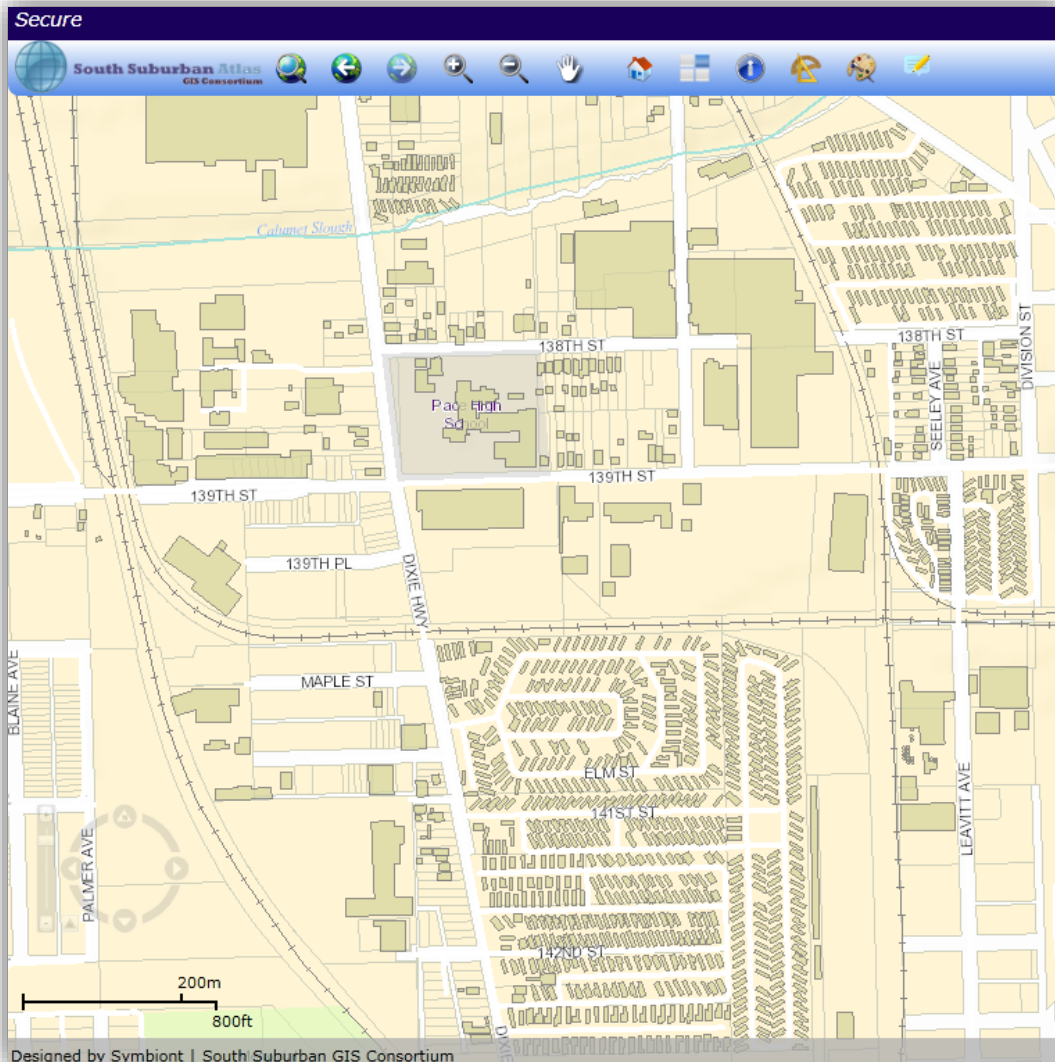 Secure
South Suburban Atlas
GIS Consortium
Calumet Slough
138TH ST
138TH ST
DIVISION ST
SEELEY AVE
Pace High
School
139TH ST
139TH ST
139TH PL
DIXIE HWY
MAPLE ST
BLAINE AVE
ELM ST
141ST ST
LEAVITT AVE
PALMER AVE
142ND ST
200m
800ft
DIXIE
Designed by Symbiont | South Suburban GIS Consortium